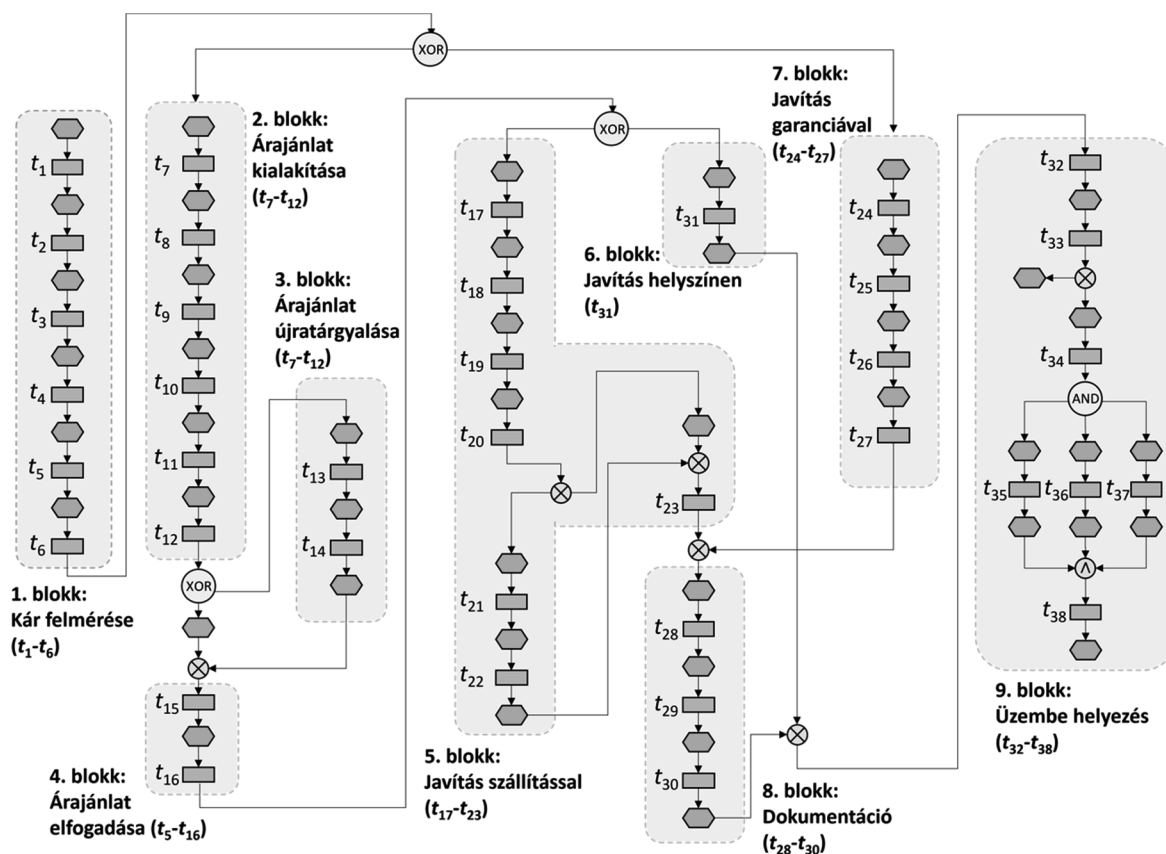 XOR
1. blokk:
Kár felmérése
(t1-t6)
t1
t2
t3
t4
t5
t6
2. blokk:
Árajánlat
kialakítása
(t7-t12)
t7
t8
t9
t10
t11
t12
XOR
3. blokk:
Árajánlat
újratárgyalása
(t7-t12)
t13
t14
4. blokk:
Árajánlat
elfogadása (t5-t16)
t15
t16
XOR
5. blokk:
Javítás szállítással
(t17-t23)
t17
t18
t19
t20
t21
t22
t23
6. blokk:
Javítás helyszínen
(t31)
t31
7. blokk:
Javítás
garanciával
(t24-t27)
t24
t25
t26
t27
8. blokk:
Dokumentáció
(t28-t30)
t28
t29
t30
9. blokk:
Üzembe helyezés
(t32-t38)
t32
t33
t34
AND
t35
t36
t37
∧
t38